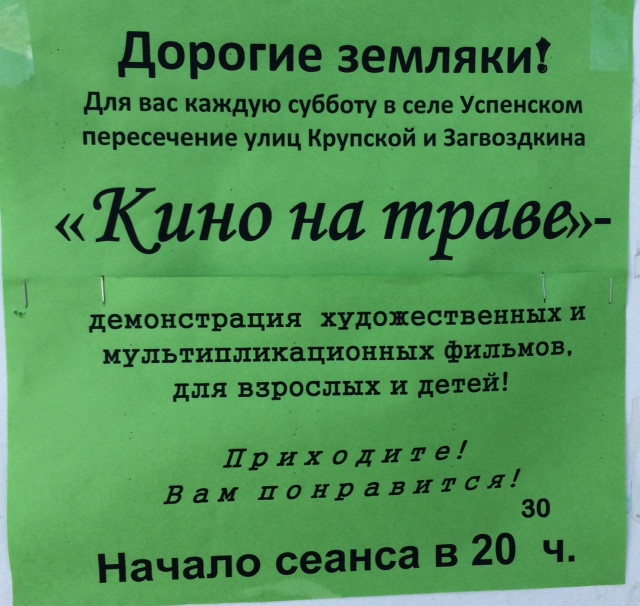 Дорогие земляки!
Для вас каждую субботу в селе Успенском
пересечение улиц Крупской и Загвоздкина
«Кино на траве»-
демонстрация художественных и
мультипликационных фильмов,
для взрослых и детей!
Приходите!
Вам понравится!
Начало сеанса в 20 30 ч.